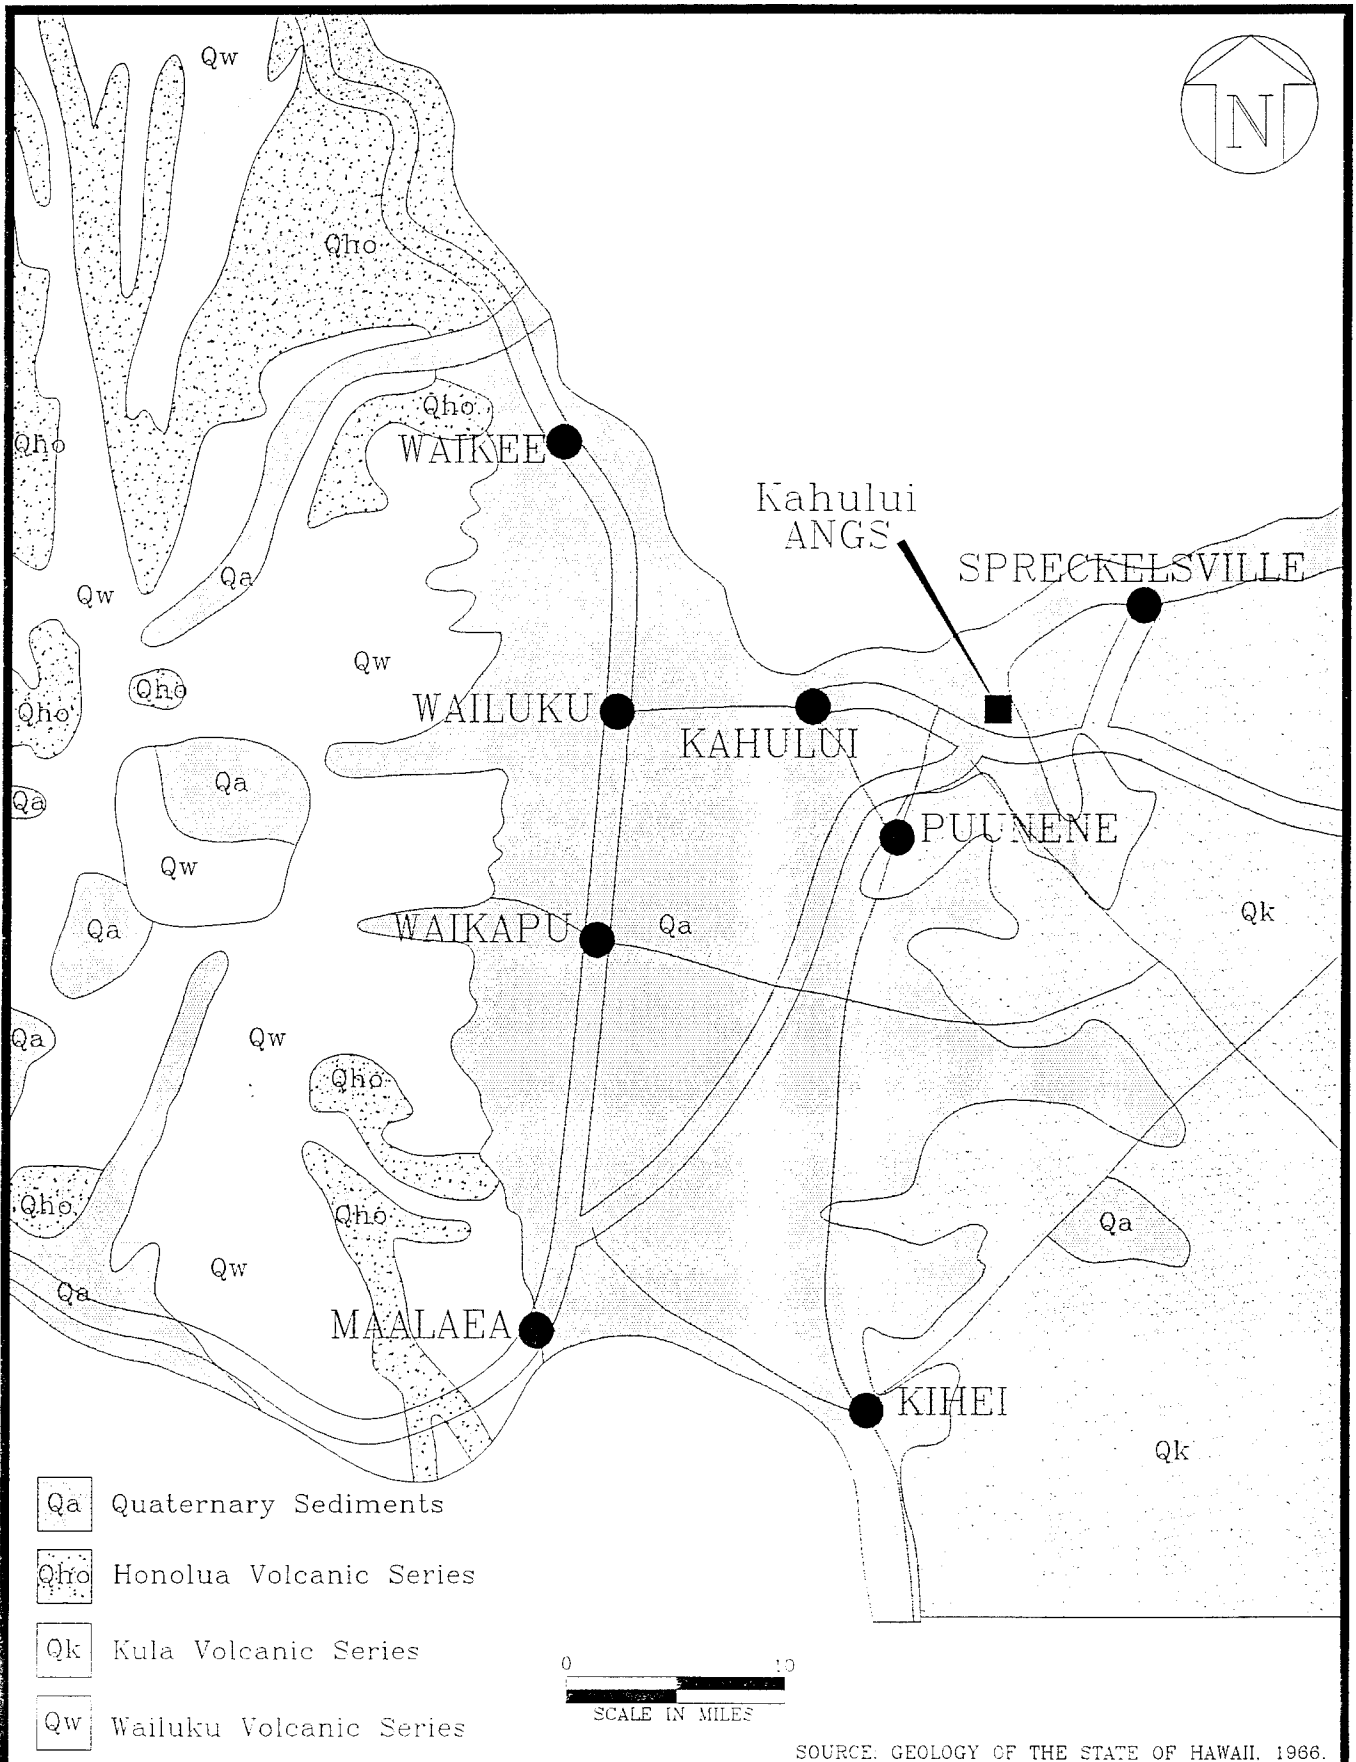 Qw
N
Qho
Qho
WAIKEE
Qho
Kahului
ANGS
SPRECKELSVILLE
Qa
Qw
Qw
Qho
Qho
WAILUKU
KAHULUI
Qa
Qa
PUUNENE
Qw
Qk
Qa
WAIKAPU
Qa
Qa
Qw
Qho
Qho
Qho
Qa
Qw
Qa
MAALAEA
KIHEI
Qk
Qa Quaternary Sediments
Qho Honolua Volcanic Series
Qk Kula Volcanic Series
Qw Wailuku Volcanic Series
0 10
SCALE IN MILES
SOURCE: GEOLOGY OF THE STATE OF HAWAII, 1966.